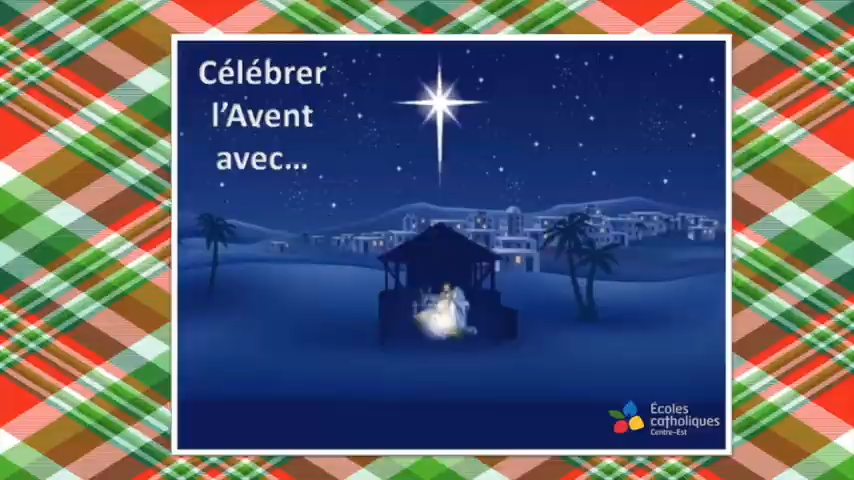 Célébrer
l'Avent
avec...
Écoles
catholiques
Centre-Est